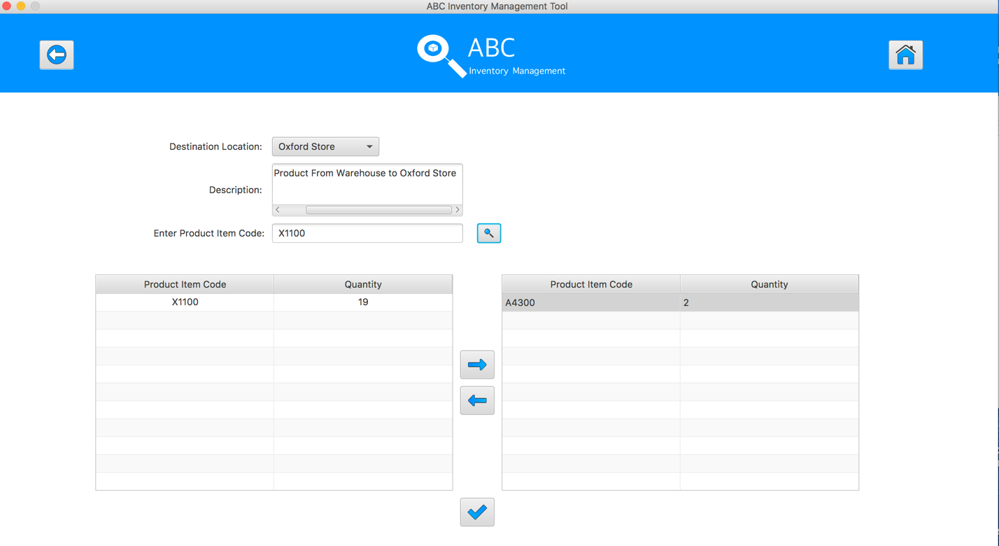 ABC Inventory Management Tool
ABC
Inventory Management
Destination Location: Oxford Store
Description: Product From Warehouse to Oxford Store
Enter Product Item Code: X1100
Product Item Code Quantity Product Item Code Quantity
X1100 19 A4300 2